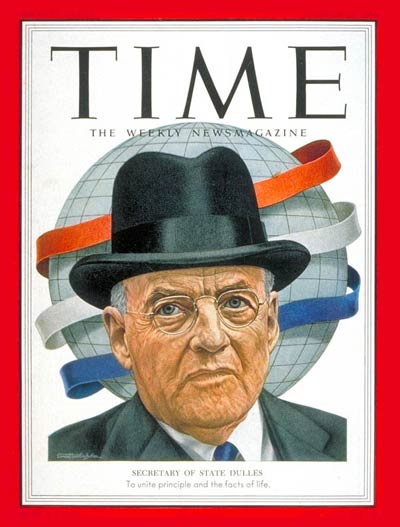 TIME
THE WEEKLY NEWSMAGAZINE
SECRETARY OF STATE DULLES
To unite principle and the facts of life.